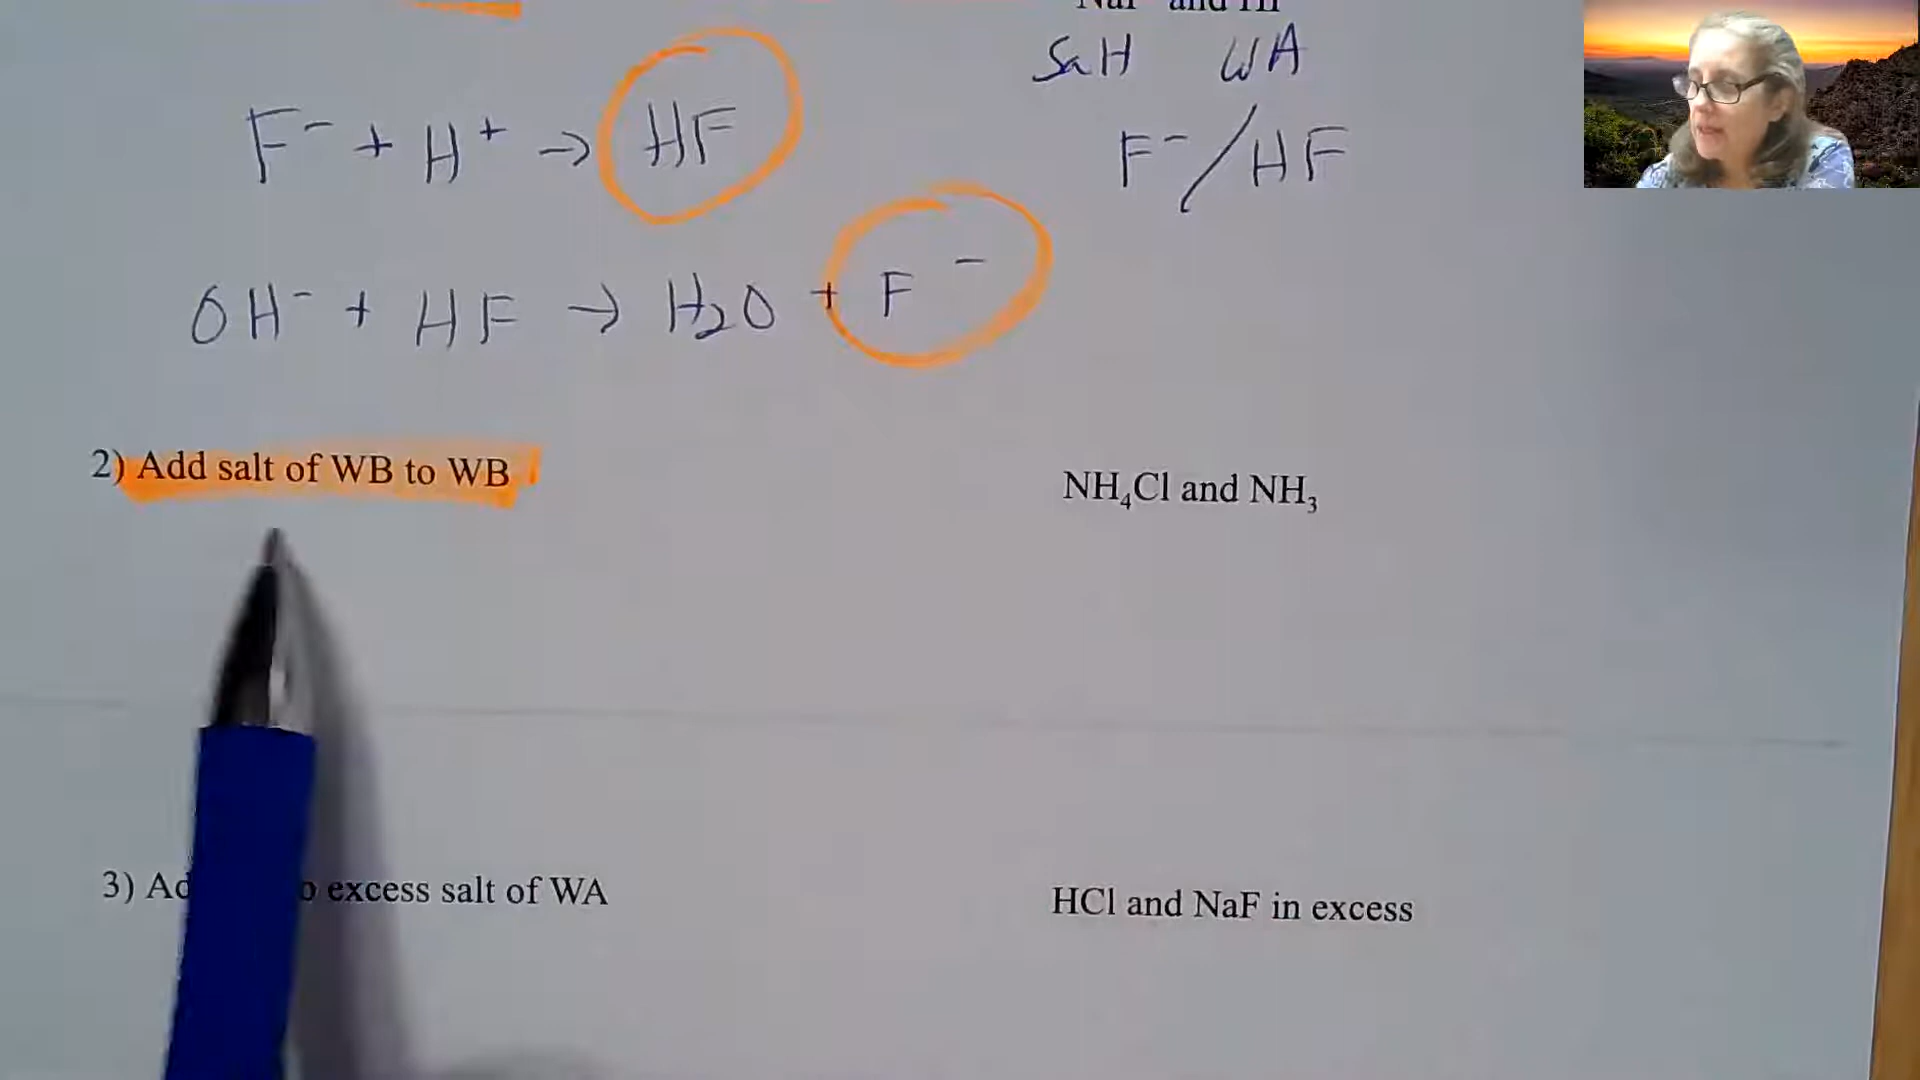 and
SaH WA
F⁻ + H⁺ → HF
F⁻/HF
OH⁻ + HF → H₂O + F⁻
2) Add salt of WB to WB
NH₄Cl and NH₃
3) excess salt of WA
HCl and NaF in excess